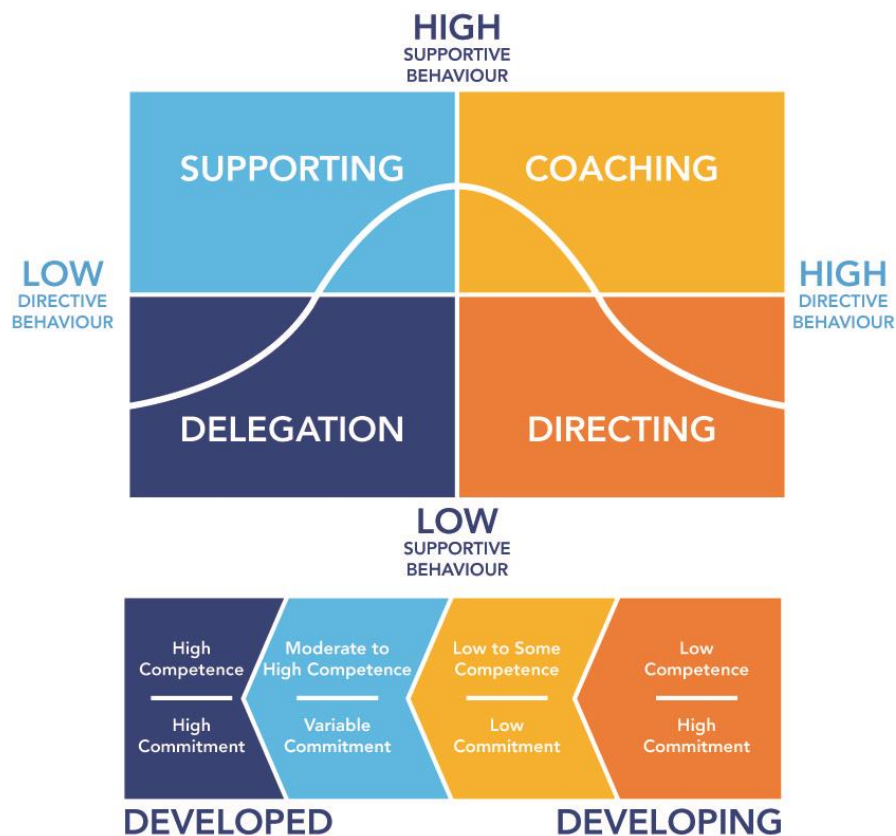 HIGH
SUPPORTIVE
BEHAVIOUR
SUPPORTING
COACHING
LOW
DIRECTIVE
BEHAVIOUR
HIGH
DIRECTIVE
BEHAVIOUR
DELEGATION
DIRECTING
LOW
SUPPORTIVE
BEHAVIOUR
High
Competence
High
Commitment
Moderate to
High Competence
Variable
Commitment
Low to Some
Competence
Low
Commitment
Low
Competence
High
Commitment
DEVELOPED
DEVELOPING